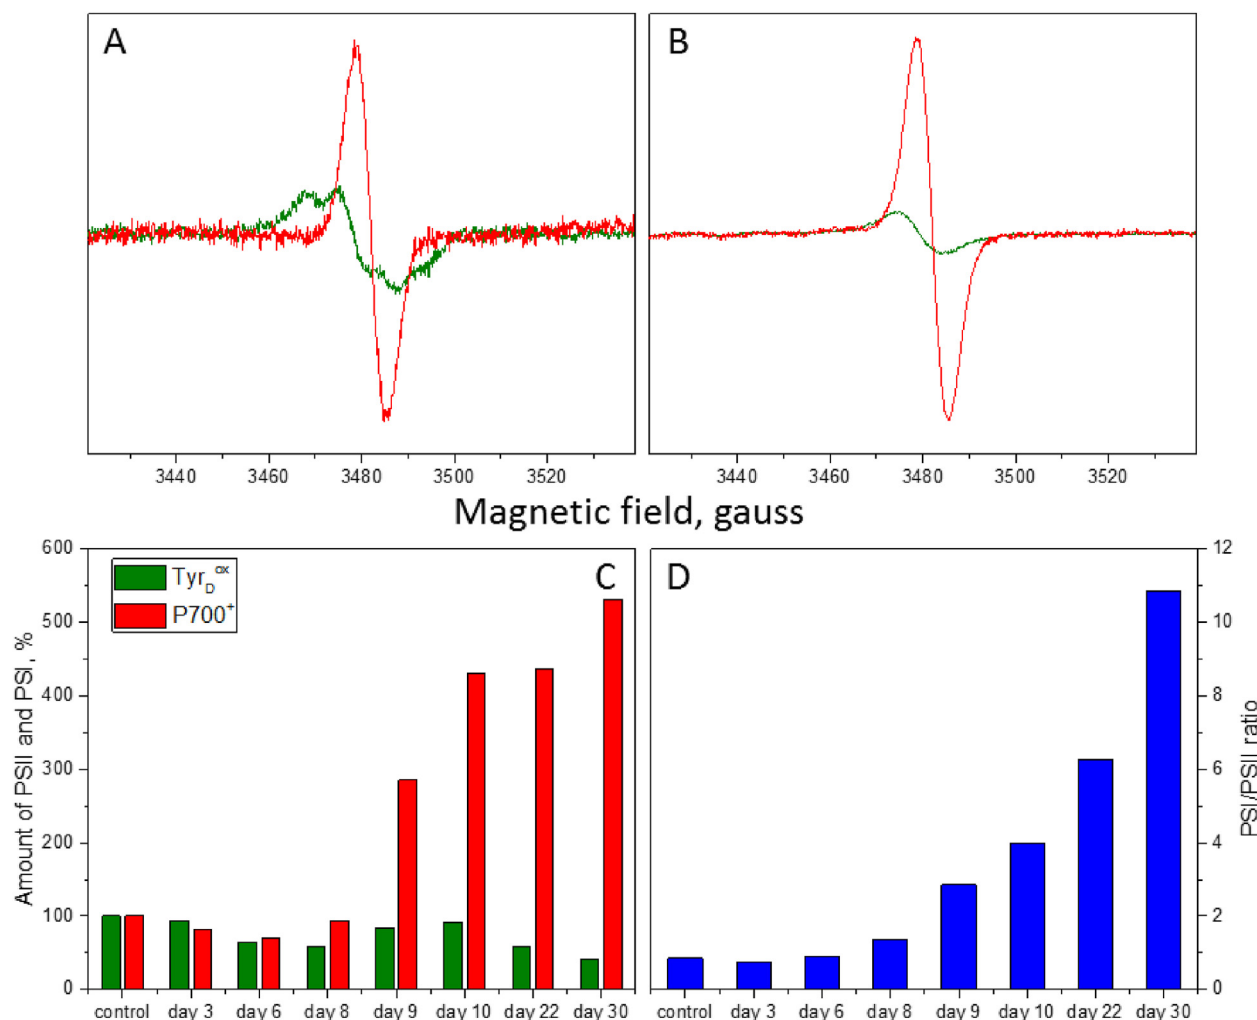 A
B
3440 3460 3480 3500 3520
3440 3460 3480 3500 3520
Magnetic field, gauss
C
D
Tyr_D^ox
P700⁺
Amount of PSII and PSI, %
600
500
400
300
200
100
0
control day 3 day 6 day 8 day 9 day 10 day 22 day 30
12
10
8
6
4
2
0
PSI/PSII ratio
control day 3 day 6 day 8 day 9 day 10 day 22 day 30